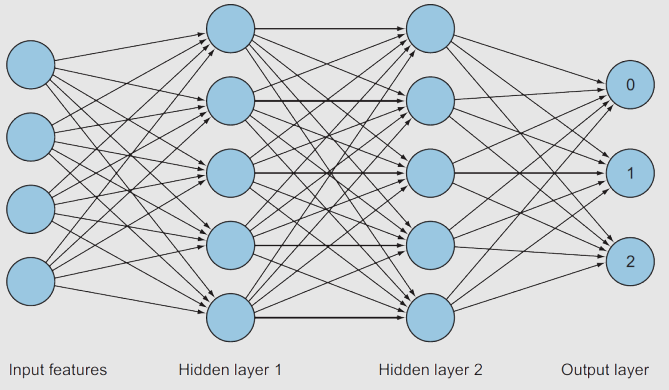 0
1
2
Input features
Hidden layer 1
Hidden layer 2
Output layer